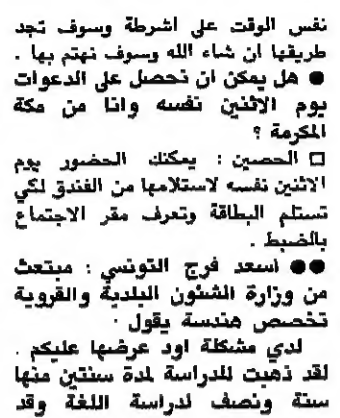 نفس الوقت على اشرطة وسوف تجد
طريقها ان شاء الله وسوف نهتم بها .
● هل يمكن ان نحصل على الدعوات
يوم الاثنين نفسه وانا من مكة
المكرمة ؟
□ الحصين : يمكنك الحضور يوم
الاثنين نفسه لاستلامها من الفندق لكي
تستلم البطاقة وتعرف مقر الاجتماع
بالضبط .
●● اسعد فرج التونسي : مبتعث
من وزارة الشئون البلدية والقروية
تخصص هندسة يقول .
لدي مشكلة اود عرضها عليكم .
لقد ذهبت للدراسة لمدة سنتين منها
سنة ونصف لدراسة اللغة وقد